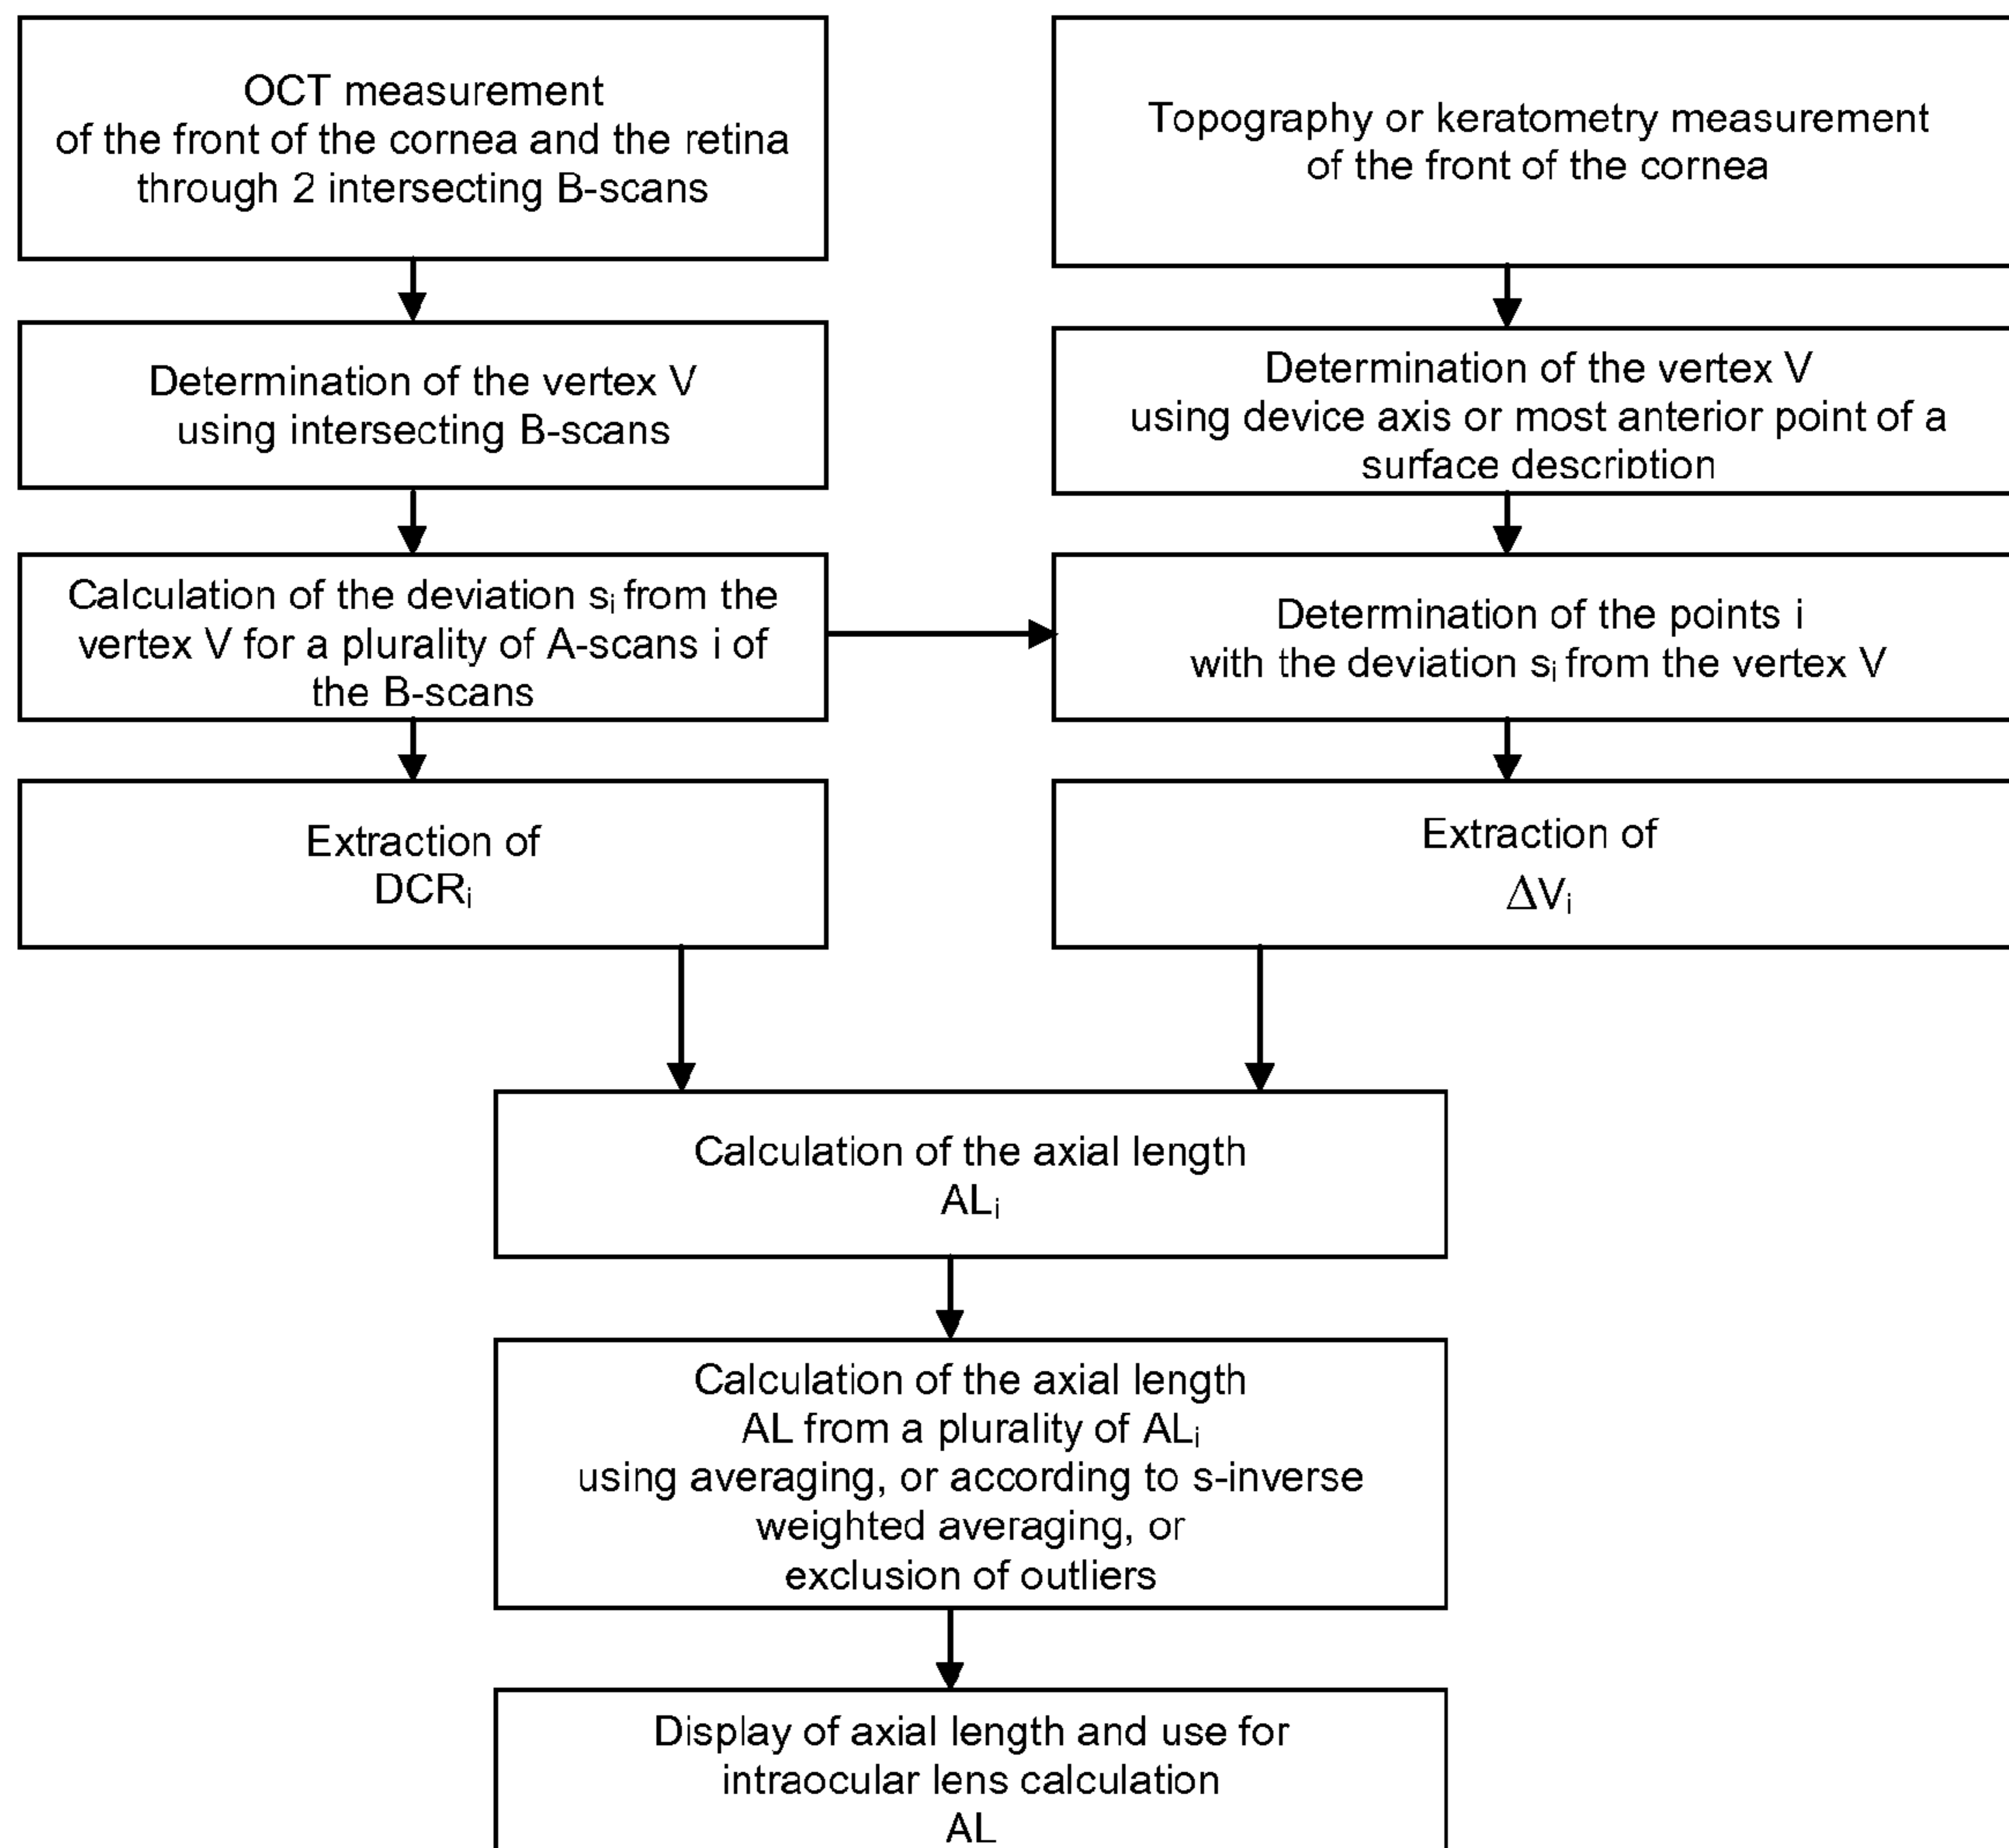 OCT measurement
of the front of the cornea and the retina
through 2 intersecting B-scans
Topography or keratometry measurement
of the front of the cornea
Determination of the vertex V
using intersecting B-scans
Determination of the vertex V
using device axis or most anterior point of a
surface description
Calculation of the deviation sᵢ from the
vertex V for a plurality of A-scans i of
the B-scans
Determination of the points i
with the deviation sᵢ from the vertex V
Extraction of
DCRᵢ
Extraction of
ΔVᵢ
Calculation of the axial length
ALᵢ
Calculation of the axial length
AL from a plurality of ALᵢ
using averaging, or according to s-inverse
weighted averaging, or
exclusion of outliers
Display of axial length and use for
intraocular lens calculation
AL